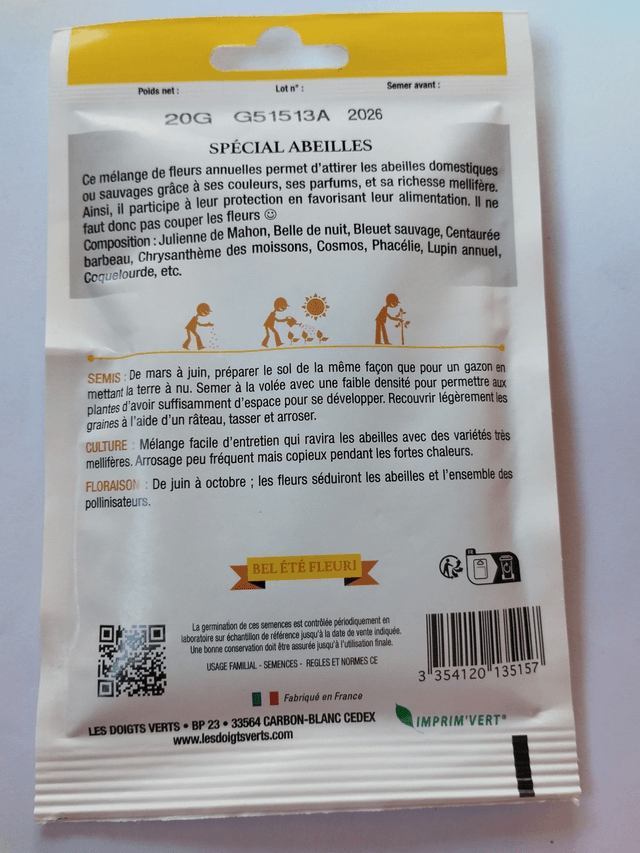 Poids net : Lot n° : Semer avant :
20G G51513A 2026
SPÉCIAL ABEILLES
Ce mélange de fleurs annuelles permet d'attirer les abeilles domestiques
ou sauvages grâce à ses couleurs, ses parfums, et sa richesse mellifère.
Ainsi, il participe à leur protection en favorisant leur alimentation. Il ne
faut donc pas couper les fleurs ☺
Composition : Julienne de Mahon, Belle de nuit, Bleuet sauvage, Centaurée
barbeau, Chrysanthème des moissons, Cosmos, Phacélie, Lupin annuel,
Coquelourde, etc.
SEMIS : De mars à juin, préparer le sol de la même façon que pour un gazon en
mettant la terre à nu. Semer à la volée avec une faible densité pour permettre aux
plantes d'avoir suffisamment d'espace pour se développer. Recouvrir légèrement les
graines à l'aide d'un râteau, tasser et arroser.
CULTURE : Mélange facile d'entretien qui ravira les abeilles avec des variétés très
mellifères. Arrosage peu fréquent mais copieux pendant les fortes chaleurs.
FLORAISON : De juin à octobre ; les fleurs séduiront les abeilles et l'ensemble des
pollinisateurs.
BEL ÉTÉ FLEURI
FR
La germination de ces semences est contrôlée périodiquement en
laboratoire sur échantillon de référence jusqu'à la date de vente indiquée.
Une bonne conservation doit être assurée jusqu'à l'utilisation finale.
USAGE FAMILIAL - SEMENCES - REGLES ET NORMES CE
3 354120 135157
Fabriqué en France
LES DOIGTS VERTS • BP 23 • 33564 CARBON-BLANC CEDEX
www.lesdoigtsverts.com
IMPRIM'VERT®